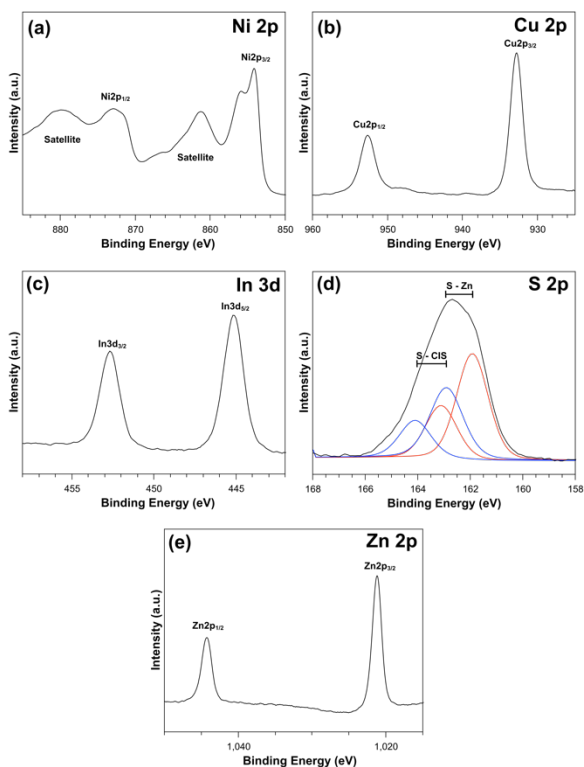 (a) Ni 2p
Ni2p3/2
Ni2p1/2
Satellite
Satellite
Intensity (a.u.)
880 870 860 850
Binding Energy (eV)
(b) Cu 2p
Cu2p3/2
Cu2p1/2
Intensity (a.u.)
960 950 940 930
Binding Energy (eV)
(c) In 3d
In3d5/2
In3d3/2
Intensity (a.u.)
455 450 445
Binding Energy (eV)
(d) S 2p
S - Zn
S - CIS
Intensity (a.u.)
168 166 164 162 160 158
Binding Energy (eV)
(e) Zn 2p
Zn2p3/2
Zn2p1/2
Intensity (a.u.)
1,040 1,020
Binding Energy (eV)